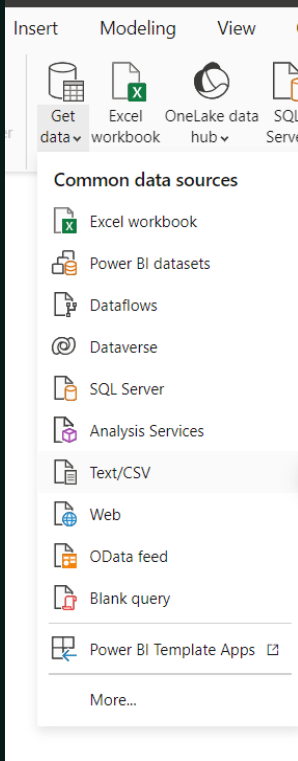 Insert Modeling View
Get Excel OneLake data SQL
data workbook hub Serve
Common data sources
Excel workbook
Power BI datasets
Dataflows
Dataverse
SQL Server
Analysis Services
Text/CSV
Web
OData feed
Blank query
Power BI Template Apps
More...